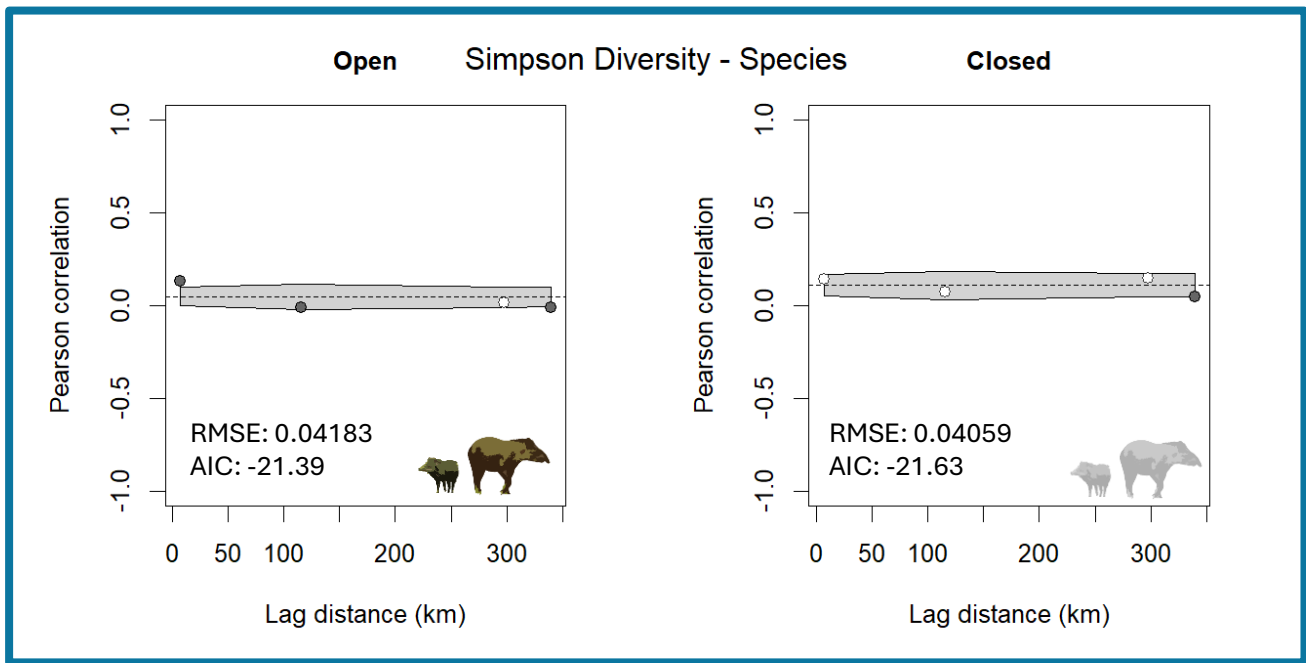 Open Simpson Diversity - Species Closed
Pearson correlation
1.0
0.5
0.0
-0.5
-1.0
RMSE: 0.04183
AIC: -21.39
0 50 100 200 300
Lag distance (km)
Pearson correlation
1.0
0.5
0.0
-0.5
-1.0
RMSE: 0.04059
AIC: -21.63
0 50 100 200 300
Lag distance (km)